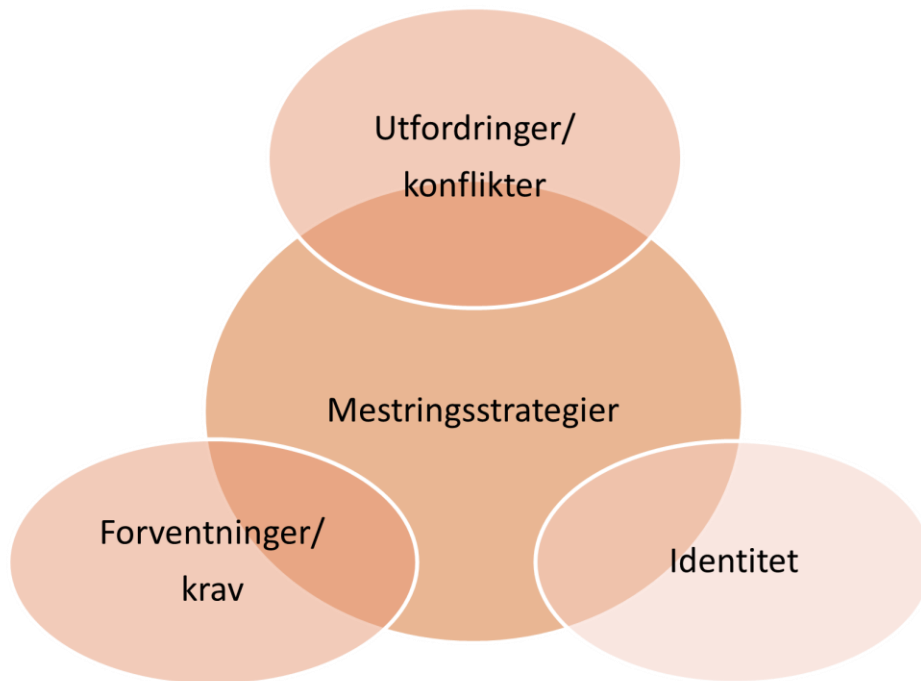 Utfordringer/
konflikter
Mestringsstrategier
Forventninger/
krav
Identitet